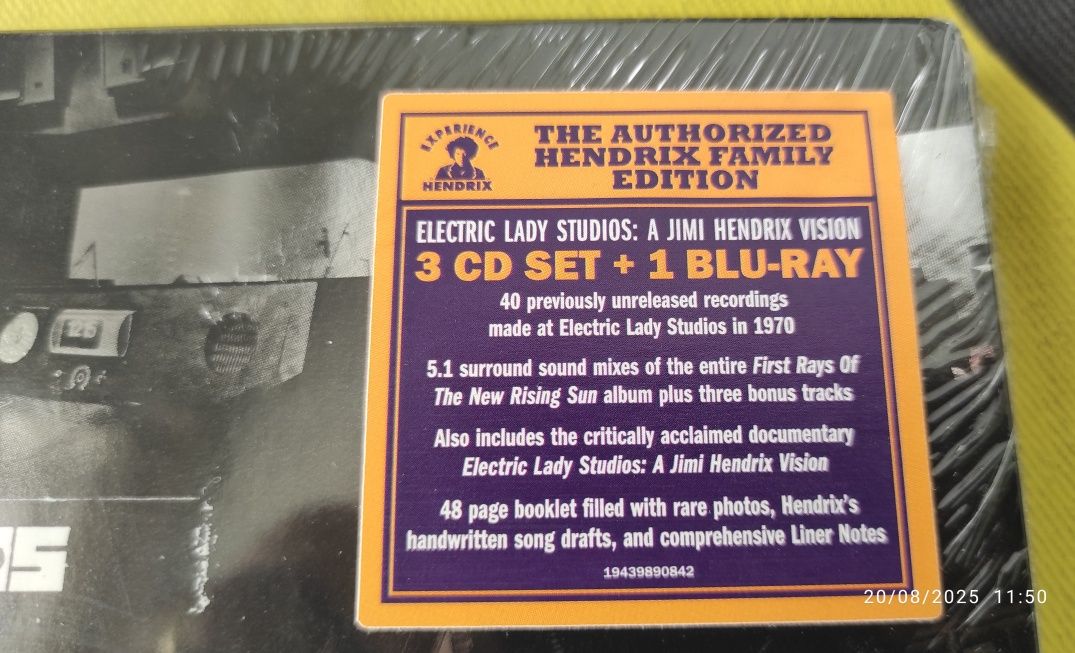 EXPERIENCE
HENDRIX
THE AUTHORIZED
HENDRIX FAMILY
EDITION
ELECTRIC LADY STUDIOS: A JIMI HENDRIX VISION
3 CD SET + 1 BLU-RAY
40 previously unreleased recordings
made at Electric Lady Studios in 1970
5.1 surround sound mixes of the entire First Rays Of
The New Rising Sun album plus three bonus tracks
Also includes the critically acclaimed documentary
Electric Lady Studios: A Jimi Hendrix Vision
48 page booklet filled with rare photos, Hendrix's
handwritten song drafts, and comprehensive Liner Notes
19439890842
20/08/2025 11:50